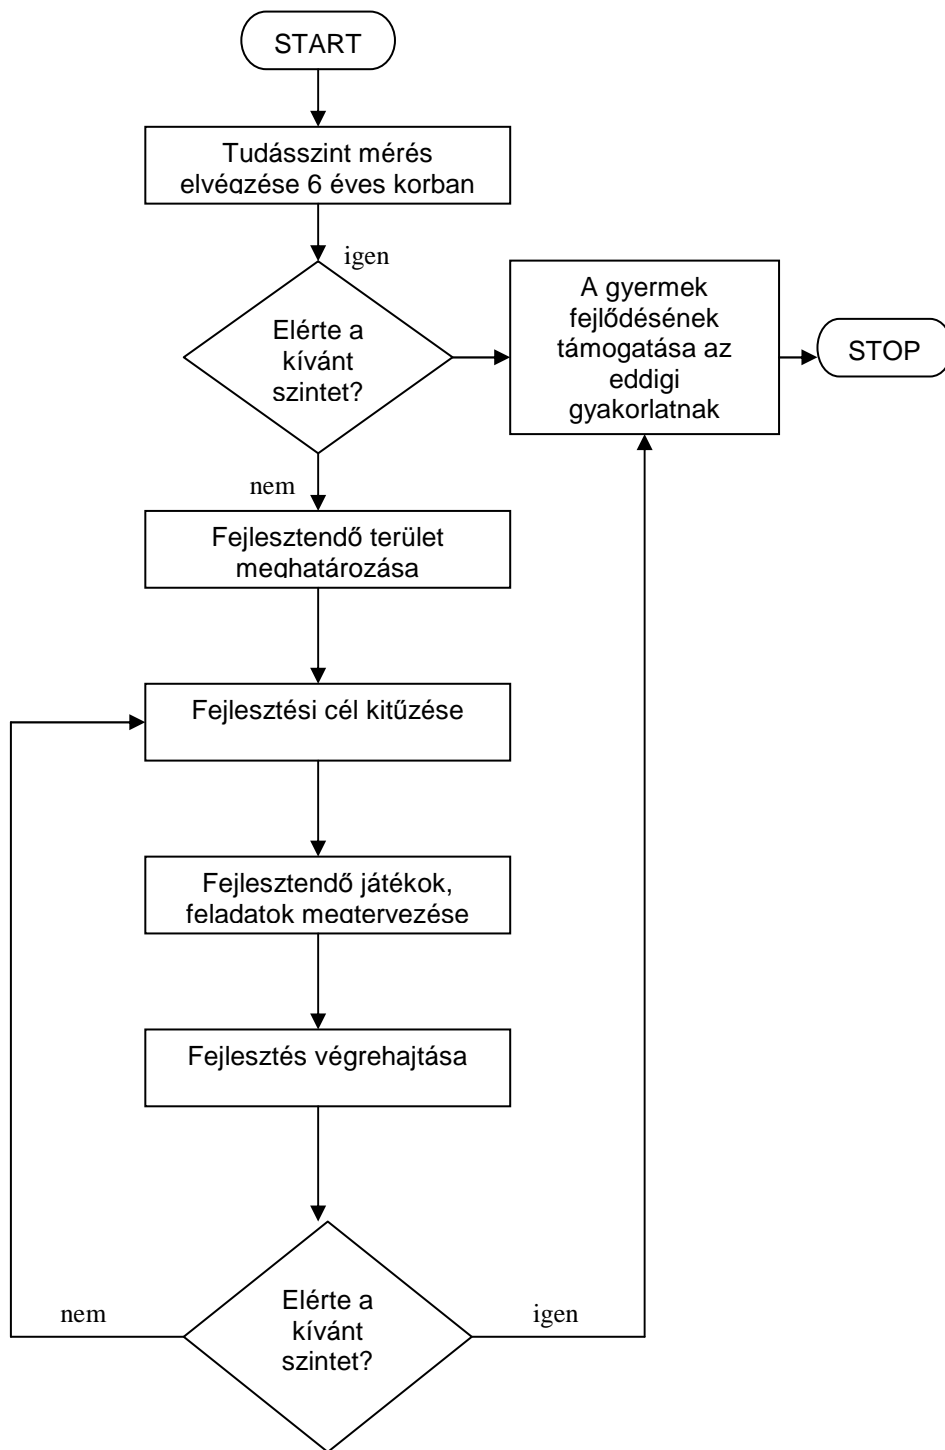 START
Tudásszint mérés
elvégzése 6 éves korban
igen
Elérte a
kívánt
szintet?
A gyermek
fejlődésének
támogatása az
eddigi
gyakorlatnak
STOP
nem
Fejlesztendő terület
meghatározása
Fejlesztési cél kitűzése
Fejlesztendő játékok,
feladatok megtervezése
Fejlesztés végrehajtása
nem
Elérte a
kívánt
szintet?
igen